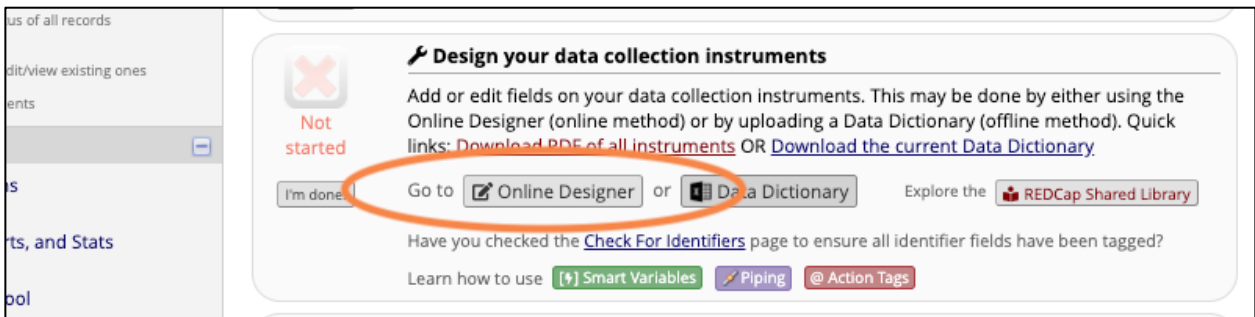 us of all records
dit/view existing ones
ents
ns
rts, and Stats
ool
Design your data collection instruments
Add or edit fields on your data collection instruments. This may be done by either using the
Online Designer (online method) or by uploading a Data Dictionary (offline method). Quick
links: Download PDF of all instruments OR Download the current Data Dictionary
Not
started
I'm done!
Go to Online Designer or Data Dictionary Explore the REDCap Shared Library
Have you checked the Check For Identifiers page to ensure all identifier fields have been tagged?
Learn how to use [ϟ] Smart Variables Piping @ Action Tags